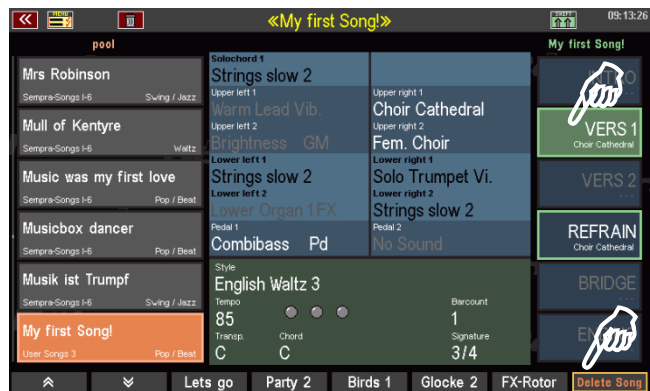 MENU
«My first Song!»
SHIFT
09:13:26
pool
My first Song!
Mrs Robinson
Sempra-Songs I-6 Swing / Jazz
Mull of Kentyre
Sempra-Songs I-6 Waltz
Music was my first love
Sempra-Songs I-6 Pop / Beat
Musicbox dancer
Sempra-Songs I-6 Pop / Beat
Musik ist Trumpf
Sempra-Songs I-6 Swing / Jazz
My first Song!
User Songs 3 Pop / Beat
Solochord 1
Strings slow 2
Upper left 1 Upper right 1
Warm Lead Vib. Choir Cathedral
Upper left 2 Upper right 2
Brightness GM Fem. Choir
Lower left 1 Lower right 1
Strings slow 2 Solo Trumpet Vi.
Lower left 2 Lower right 2
Lower Organ 1 FX Strings slow 2
Pedal 1 Pedal 2
Combibass Pd No Sound
Style
English Waltz 3
Tempo Barcount
85 1
Transp. Chord Signature
C C 3/4
VERS 1
Choir Cathedral
VERS 2
---
REFRAIN
Choir Cathedral
BRIDGE
---
Lets go Party 2 Birds 1 Glocke 2 FX-Rotor Delete Song